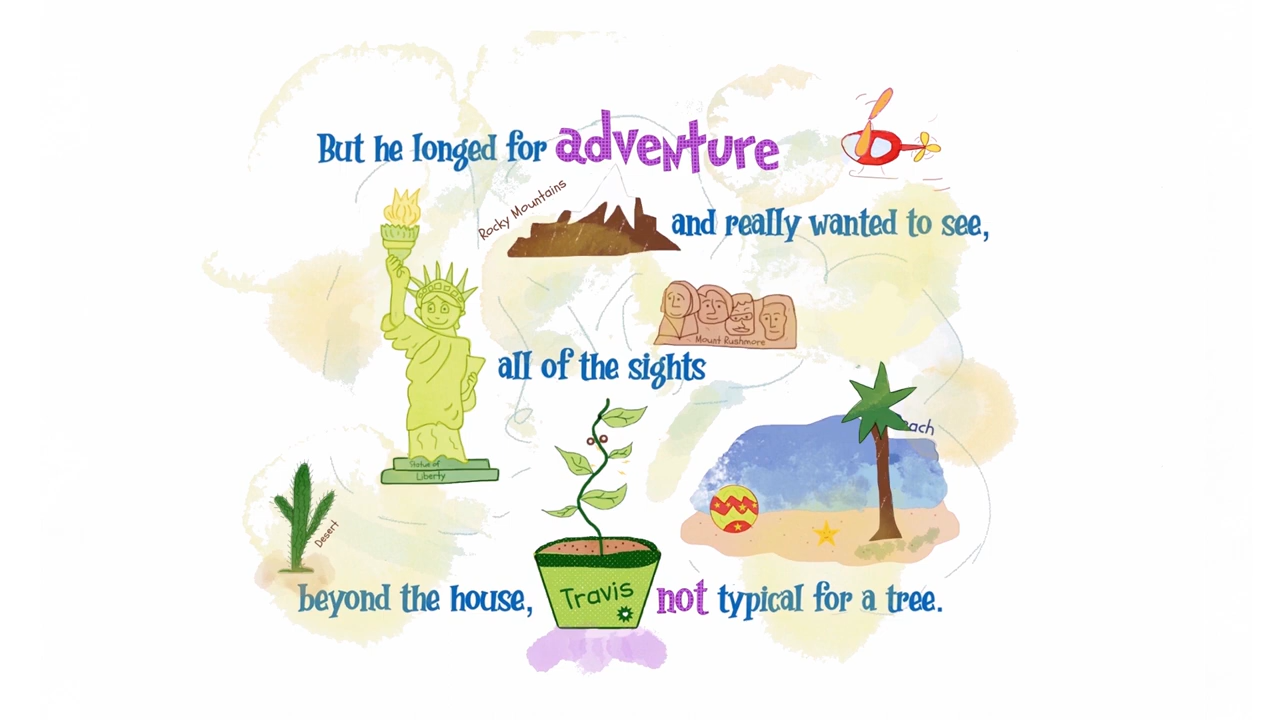 But he longed for adventure
Rocky Mountains
and really wanted to see,
Mount Rushmore
all of the sights
Statue of
Liberty
Desert
beyond the house,
Travis
not typical for a tree.